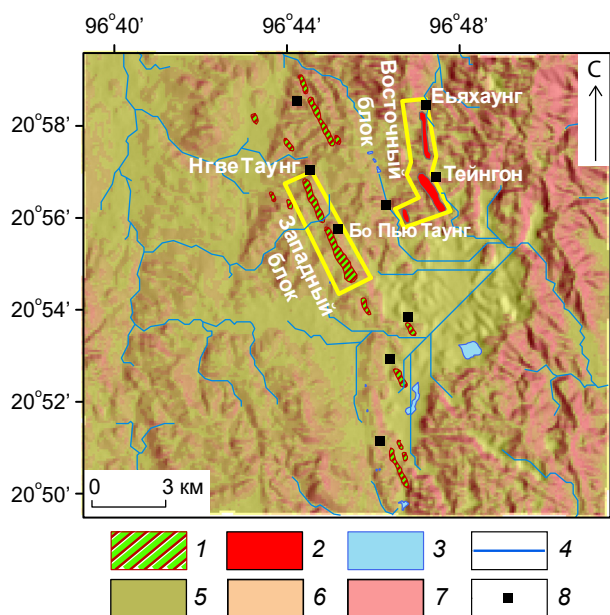 96°40' 96°44' 96°48'
С
20°58'
20°56'
20°54'
20°52'
20°50'
Восточный
блок
Еьяхаунг
Тейнгон
Нгве Таунг
Бо Пью Таунг
Западный
блок
0 3 км
1 2 3 4
5 6 7 8